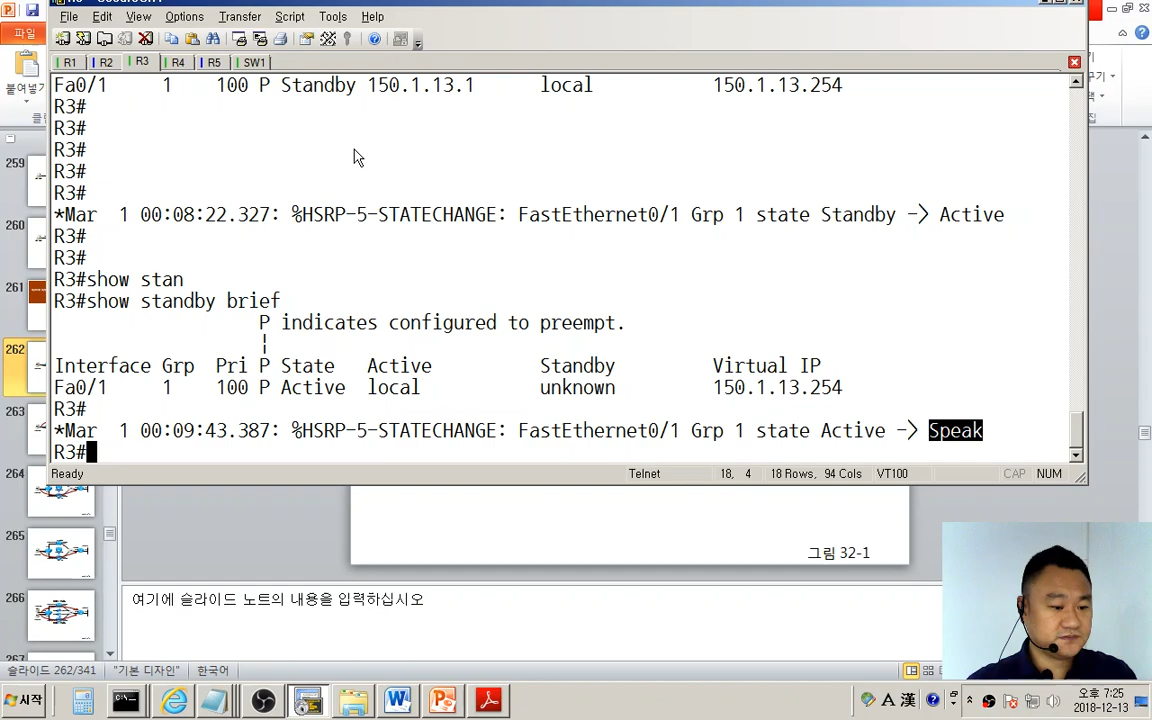 파일
붙여넣기
File Edit View Options Transfer Script Tools Help
R1 R2 R3 R4 R5 SW1
Fa0/1 1 100 P Standby 150.1.13.1 local 150.1.13.254
R3#
R3#
R3#
R3#
R3#
*Mar 1 00:08:22.327: %HSRP-5-STATECHANGE: FastEthernet0/1 Grp 1 state Standby -> Active
R3#
R3#
R3#show stan
R3#show standby brief
P indicates configured to preempt.
|
Interface Grp Pri P State Active Standby Virtual IP
Fa0/1 1 100 P Active local unknown 150.1.13.254
R3#
*Mar 1 00:09:43.387: %HSRP-5-STATECHANGE: FastEthernet0/1 Grp 1 state Active -> Speak
R3#
Ready Telnet 18, 4 18 Rows, 94 Cols VT100 CAP NUM
259
260
261
262
263
264
265
266
그림 32-1
여기에 슬라이드 노트의 내용을 입력하십시오
슬라이드 262/341 "기본 디자인" 한국어
시작
A 漢
오후 7:25
2018-12-13